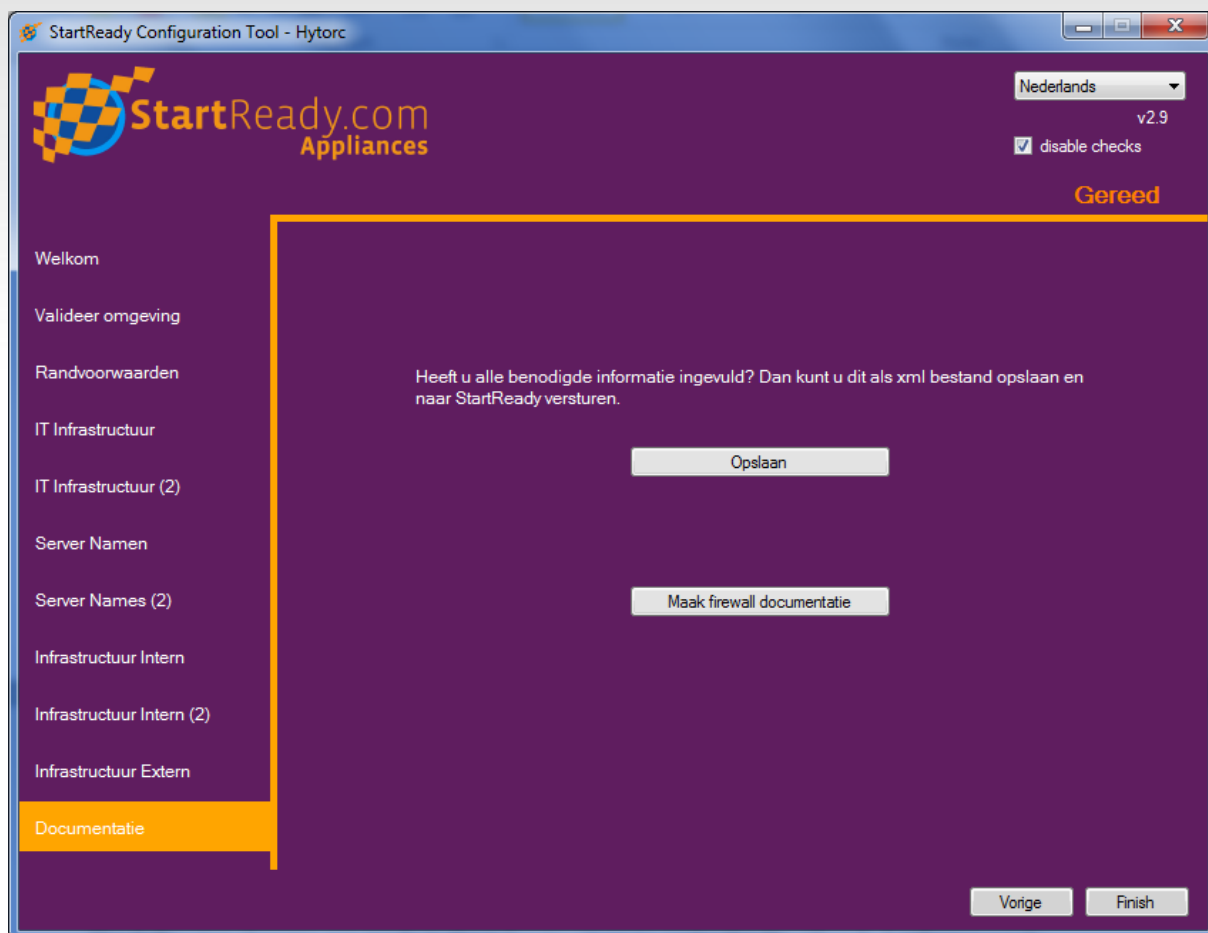 StartReady Configuration Tool - Hytorc
StartReady.com
Appliances
Nederlands
v2.9
disable checks
Gereed
Welkom
Valideer omgeving
Randvoorwaarden
IT Infrastructuur
IT Infrastructuur (2)
Server Namen
Server Names (2)
Infrastructuur Intern
Infrastructuur Intern (2)
Infrastructuur Extern
Documentatie
Heeft u alle benodigde informatie ingevuld? Dan kunt u dit als xml bestand opslaan en
naar StartReady versturen.
Opslaan
Maak firewall documentatie
Vorige
Finish